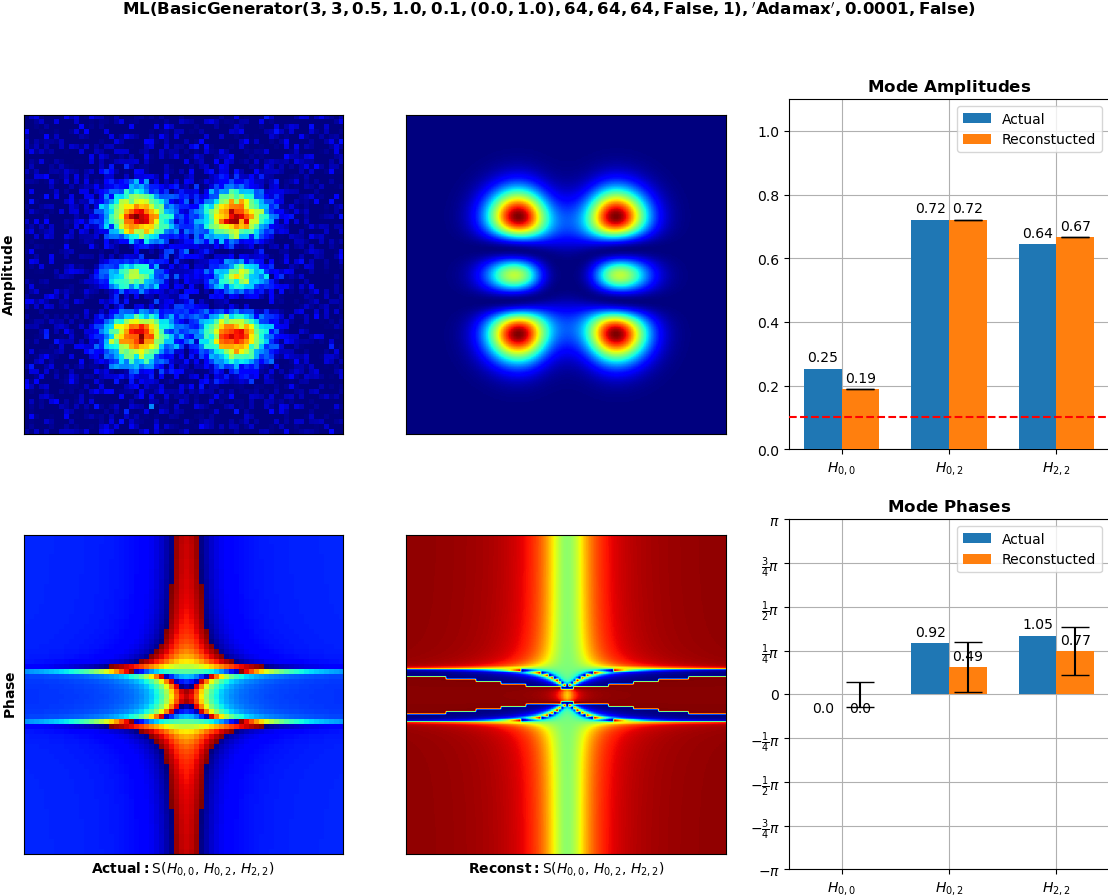 ML(BasicGenerator(3, 3, 0.5, 1.0, 0.1, (0.0, 1.0), 64, 64, 64, False, 1), ′Adamax′, 0.0001, False)
Amplitude
Mode Amplitudes
Actual
Reconstucted
1.0
0.8
0.6
0.4
0.2
0.0
0.25
0.19
0.72
0.72
0.64
0.67
H0,0
H0,2
H2,2
Phase
Actual: S(H0,0, H0,2, H2,2)
Reconst: S(H0,0, H0,2, H2,2)
Mode Phases
Actual
Reconstucted
π
3/4π
1/2π
1/4π
0
−1/4π
−1/2π
−3/4π
−π
0.0
0.0
0.92
0.49
1.05
0.77
H0,0
H0,2
H2,2